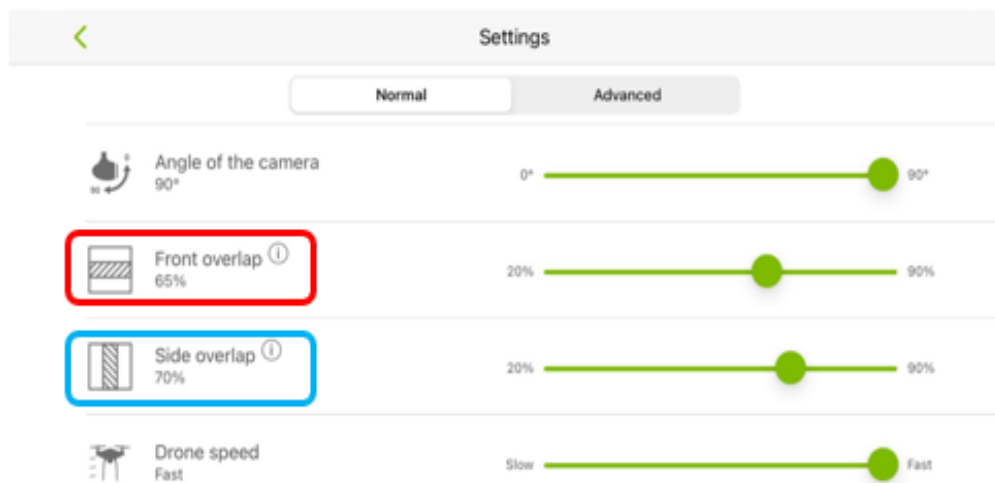 Settings
Normal Advanced
Angle of the camera
90°
0° 90°
Front overlap
65%
20% 90%
Side overlap
70%
20% 90%
Drone speed
Fast
Slow Fast